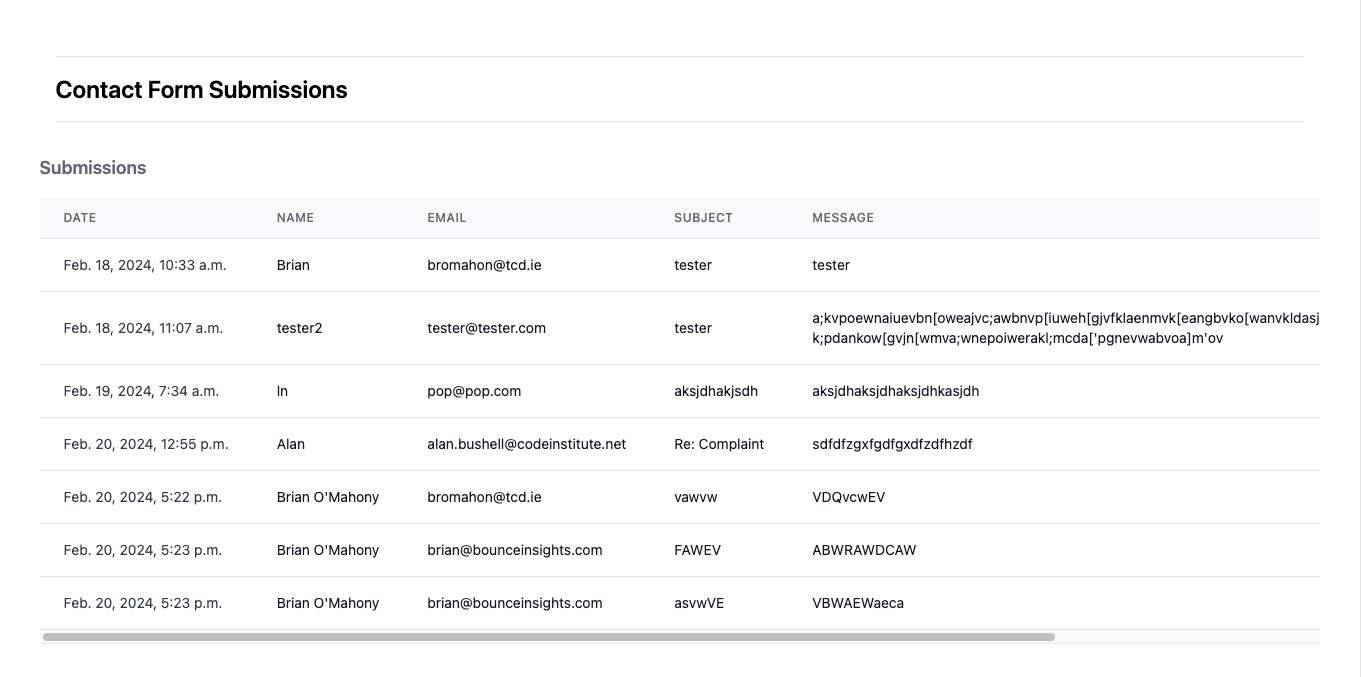 Contact Form Submissions
Submissions
DATE NAME EMAIL SUBJECT MESSAGE
Feb. 18, 2024, 10:33 a.m. Brian bromahon@tcd.ie tester tester
Feb. 18, 2024, 11:07 a.m. tester2 tester@tester.com tester a;kvpoewnaiuevbn[oweajvc;awbnvp[iuweh[gjvfklaenmvk[eangbvko[wanvkldasj
k;pdankow[gvjn[wmva;wnepoiwerakl;mcda['pgnevwabvoa]m'ov
Feb. 19, 2024, 7:34 a.m. In pop@pop.com aksjdhakjsdh aksjdhaksjdhaksjdhkasjdh
Feb. 20, 2024, 12:55 p.m. Alan alan.bushell@codeinstitute.net Re: Complaint sdfdfzgxfgdfgxdfzdfhzdf
Feb. 20, 2024, 5:22 p.m. Brian O'Mahony bromahon@tcd.ie vawvw VDQvcwEV
Feb. 20, 2024, 5:23 p.m. Brian O'Mahony brian@bounceinsights.com FAWEV ABWRAWDCAW
Feb. 20, 2024, 5:23 p.m. Brian O'Mahony brian@bounceinsights.com asvwVE VBWAEWaeca